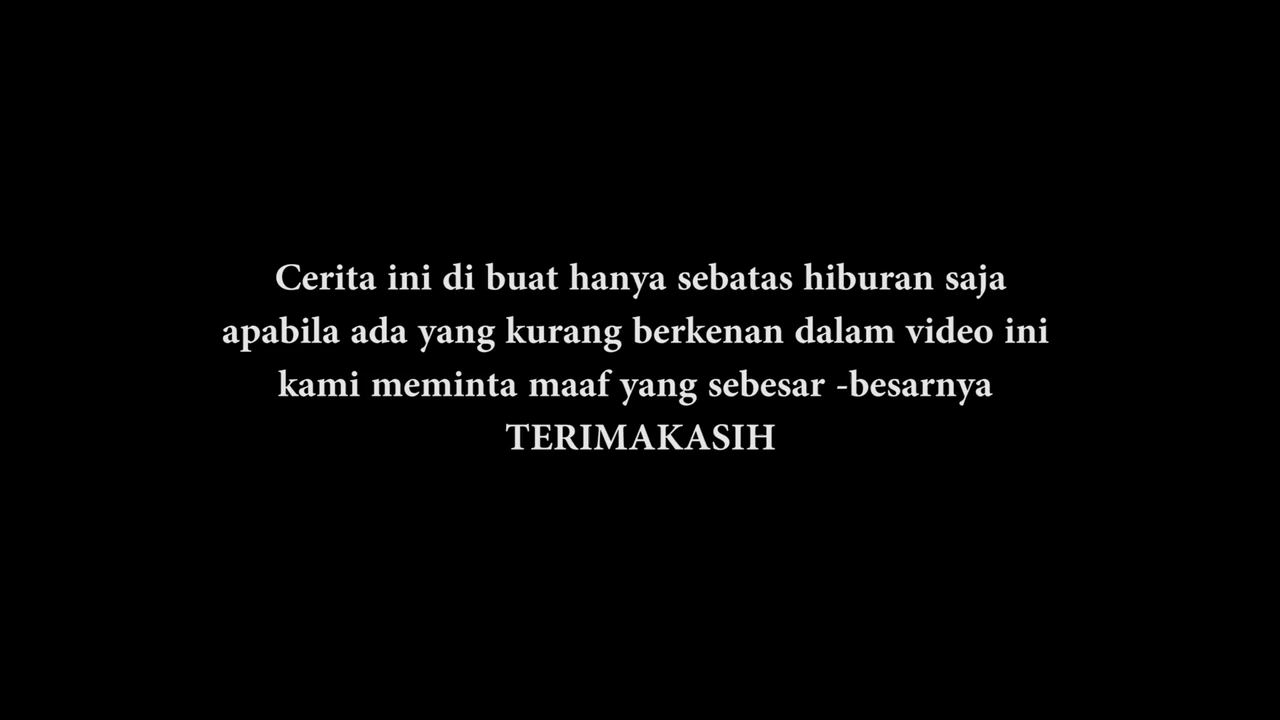 Cerita ini di buat hanya sebatas hiburan saja
apabila ada yang kurang berkenan dalam video ini
kami meminta maaf yang sebesar -besarnya
TERIMAKASIH